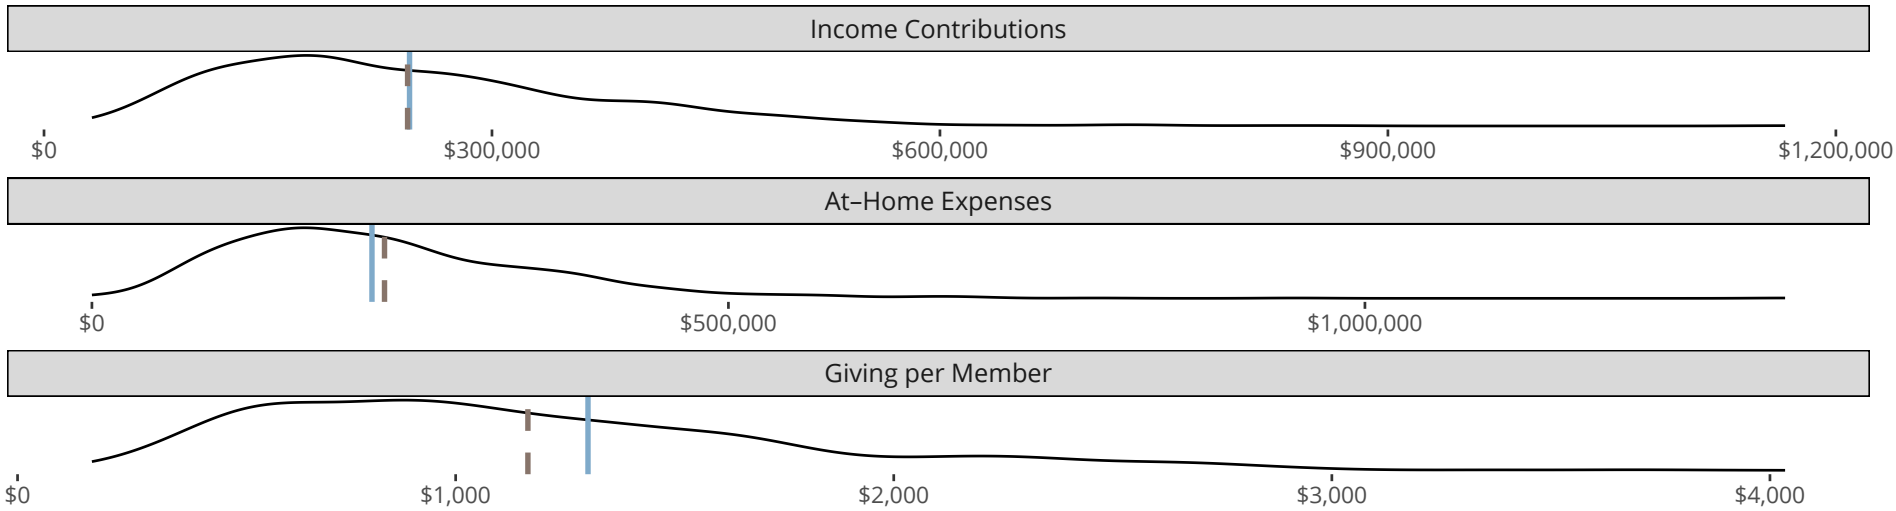 Income Contributions
$0 $300,000 $600,000 $900,000 $1,200,000
At–Home Expenses
$0 $500,000 $1,000,000
Giving per Member
$0 $1,000 $2,000 $3,000 $4,000